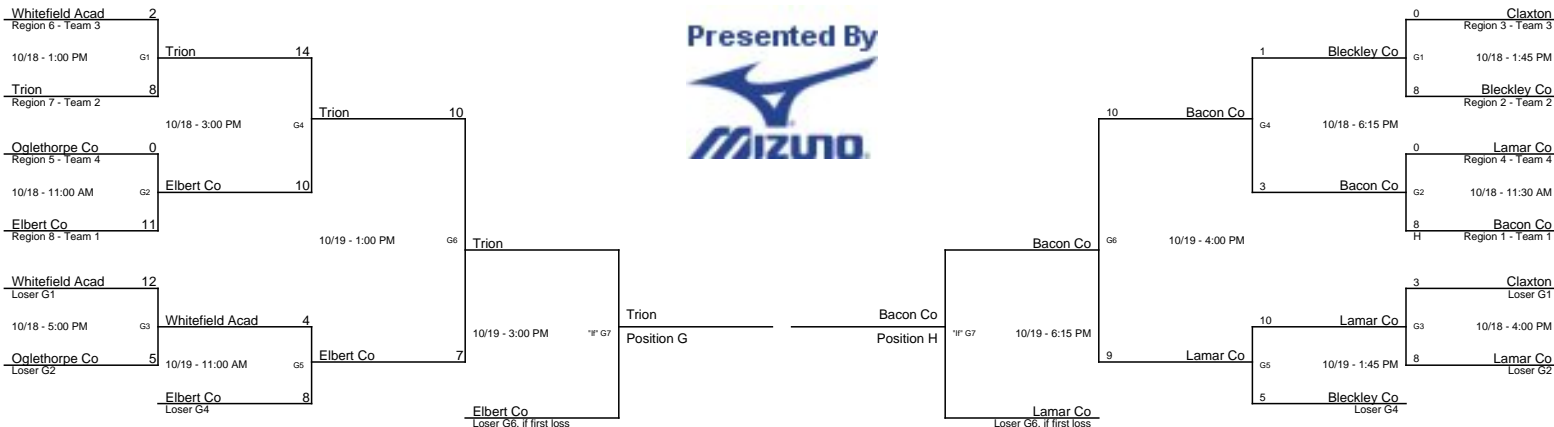 Whitefield Acad 2
Region 6 - Team 3
10/18 - 1:00 PM G1
Trion 8
Region 7 - Team 2
Trion 14
10/18 - 3:00 PM G4
Oglethorpe Co 0
Region 5 - Team 4
10/18 - 11:00 AM G2
Elbert Co 11
Region 8 - Team 1
Elbert Co 10
Trion 10
10/19 - 1:00 PM G6
Whitefield Acad 12
Loser G1
10/18 - 5:00 PM G3
Oglethorpe Co 5
Loser G2
Whitefield Acad 4
10/19 - 11:00 AM G5
Elbert Co 8
Loser G4
Elbert Co 7
Trion
10/19 - 3:00 PM "If" G7
Elbert Co
Loser G6, if first loss
Trion
Position G
Presented By
MIZUNO
0 Claxton
Region 3 - Team 3
G1 10/18 - 1:45 PM
8 Bleckley Co
Region 2 - Team 2
1 Bleckley Co
G4 10/18 - 6:15 PM
0 Lamar Co
Region 4 - Team 4
G2 10/18 - 11:30 AM
8 Bacon Co
H Region 1 - Team 1
3 Bacon Co
10 Bacon Co
G6 10/19 - 4:00 PM
3 Claxton
Loser G1
G3 10/18 - 4:00 PM
8 Lamar Co
Loser G2
10 Lamar Co
G5 10/19 - 1:45 PM
5 Bleckley Co
Loser G4
9 Lamar Co
Bacon Co
"If" G7 10/19 - 6:15 PM
Lamar Co
Loser G6, if first loss
Bacon Co
Position H